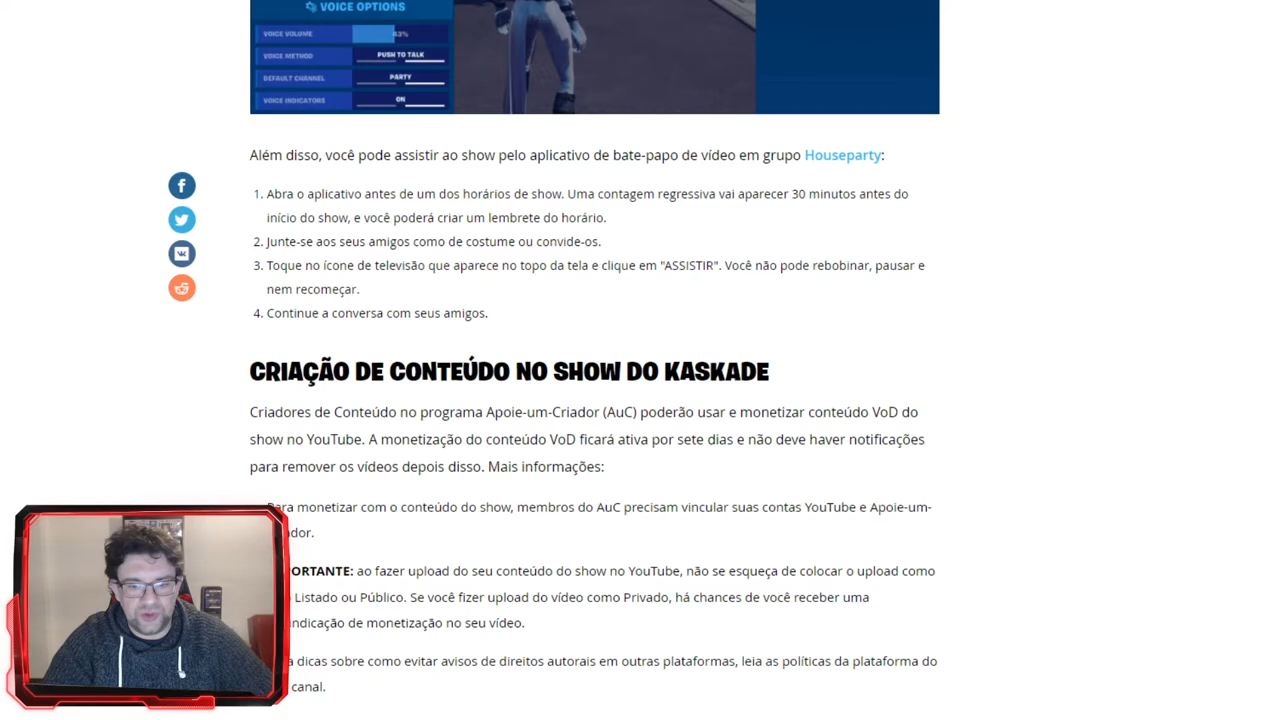 VOICE OPTIONS
VOICE VOLUME 63%
VOICE METHOD PUSH TO TALK
DEFAULT CHANNEL PARTY
VOICE INDICATORS ON
Além disso, você pode assistir ao show pelo aplicativo de bate-papo de vídeo em grupo Houseparty:
1. Abra o aplicativo antes de um dos horários de show. Uma contagem regressiva vai aparecer 30 minutos antes do
início do show, e você poderá criar um lembrete do horário.
2. Junte-se aos seus amigos como de costume ou convide-os.
3. Toque no ícone de televisão que aparece no topo da tela e clique em "ASSISTIR". Você não pode rebobinar, pausar e
nem recomeçar.
4. Continue a conversa com seus amigos.
CRIAÇÃO DE CONTEÚDO NO SHOW DO KASKADE
Criadores de Conteúdo no programa Apoie-um-Criador (AuC) poderão usar e monetizar conteúdo VoD do
show no YouTube. A monetização do conteúdo VoD ficará ativa por sete dias e não deve haver notificações
para remover os vídeos depois disso. Mais informações:
Para monetizar com o conteúdo do show, membros do AuC precisam vincular suas contas YouTube e Apoie-um-
ador.
ORTANTE: ao fazer upload do seu conteúdo do show no YouTube, não se esqueça de colocar o upload como
Listado ou Público. Se você fizer upload do vídeo como Privado, há chances de você receber uma
indicação de monetização no seu vídeo.
a dicas sobre como evitar avisos de direitos autorais em outras plataformas, leia as políticas da plataforma do
canal.